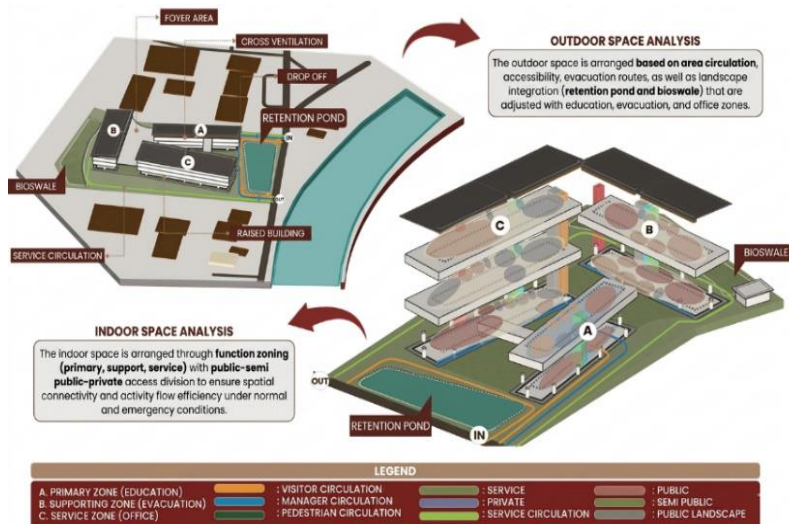 FOYER AREA
CROSS VENTILATION
DROP OFF
RETENTION POND
B
A
C
IN
OUT
BIOSWALE
SERVICE CIRCULATION
RAISED BUILDING
OUTDOOR SPACE ANALYSIS
The outdoor space is arranged based on area circulation,
accessibility, evacuation routes, as well as landscape
integration (retention pond and bioswale) that are
adjusted with education, evacuation, and office zones.
C
B
A
BIOSWALE
OUT
IN
RETENTION POND
INDOOR SPACE ANALYSIS
The indoor space is arranged through function zoning
(primary, support, service) with public-semi
public-private access division to ensure spatial
connectivity and activity flow efficiency under normal
and emergency conditions.
LEGEND
A. PRIMARY ZONE (EDUCATION)
B. SUPPORTING ZONE (EVACUATION)
C. SERVICE ZONE (OFFICE)
: VISITOR CIRCULATION
: MANAGER CIRCULATION
: PEDESTRIAN CIRCULATION
: SERVICE
: PRIVATE
: SERVICE CIRCULATION
: PUBLIC
: SEMI PUBLIC
: PUBLIC LANDSCAPE